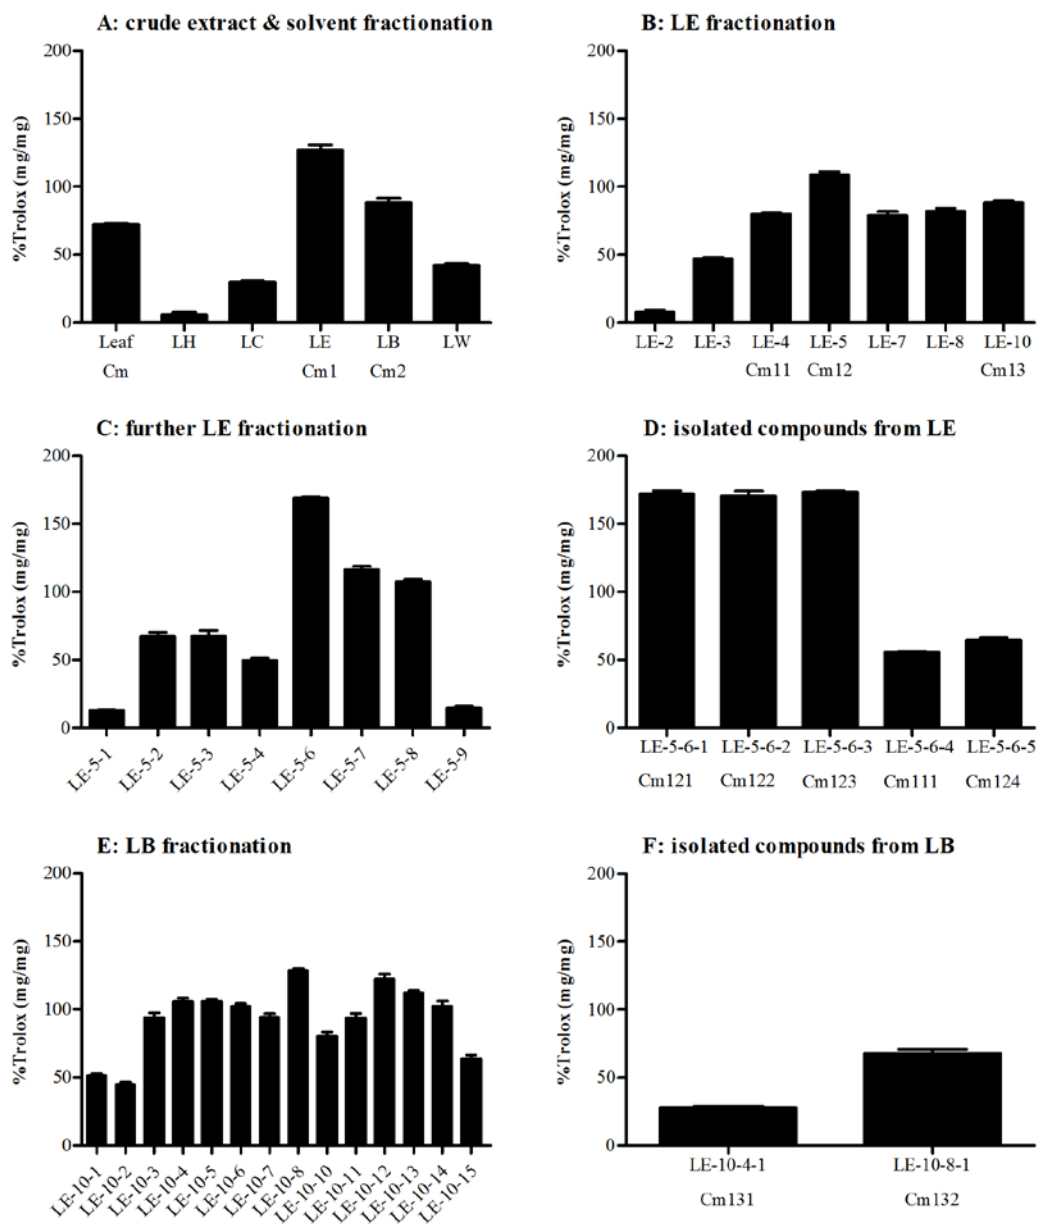 A: crude extract & solvent fractionation
%Trolox (mg/mg)
200
150
100
50
0
Leaf LH LC LE LB LW
Cm Cm1 Cm2
B: LE fractionation
%Trolox (mg/mg)
200
150
100
50
0
LE-2 LE-3 LE-4 LE-5 LE-7 LE-8 LE-10
Cm11 Cm12 Cm13
C: further LE fractionation
%Trolox (mg/mg)
200
150
100
50
0
LE-5-1 LE-5-2 LE-5-3 LE-5-4 LE-5-6 LE-5-7 LE-5-8 LE-5-9
D: isolated compounds from LE
%Trolox (mg/mg)
200
150
100
50
0
LE-5-6-1 LE-5-6-2 LE-5-6-3 LE-5-6-4 LE-5-6-5
Cm121 Cm122 Cm123 Cm111 Cm124
E: LB fractionation
%Trolox (mg/mg)
200
150
100
50
0
LE-10-1 LE-10-2 LE-10-3 LE-10-4 LE-10-5 LE-10-6 LE-10-7 LE-10-8 LE-10-10 LE-10-11 LE-10-12 LE-10-13 LE-10-14 LE-10-15
F: isolated compounds from LB
%Trolox (mg/mg)
200
150
100
50
0
LE-10-4-1 LE-10-8-1
Cm131 Cm132